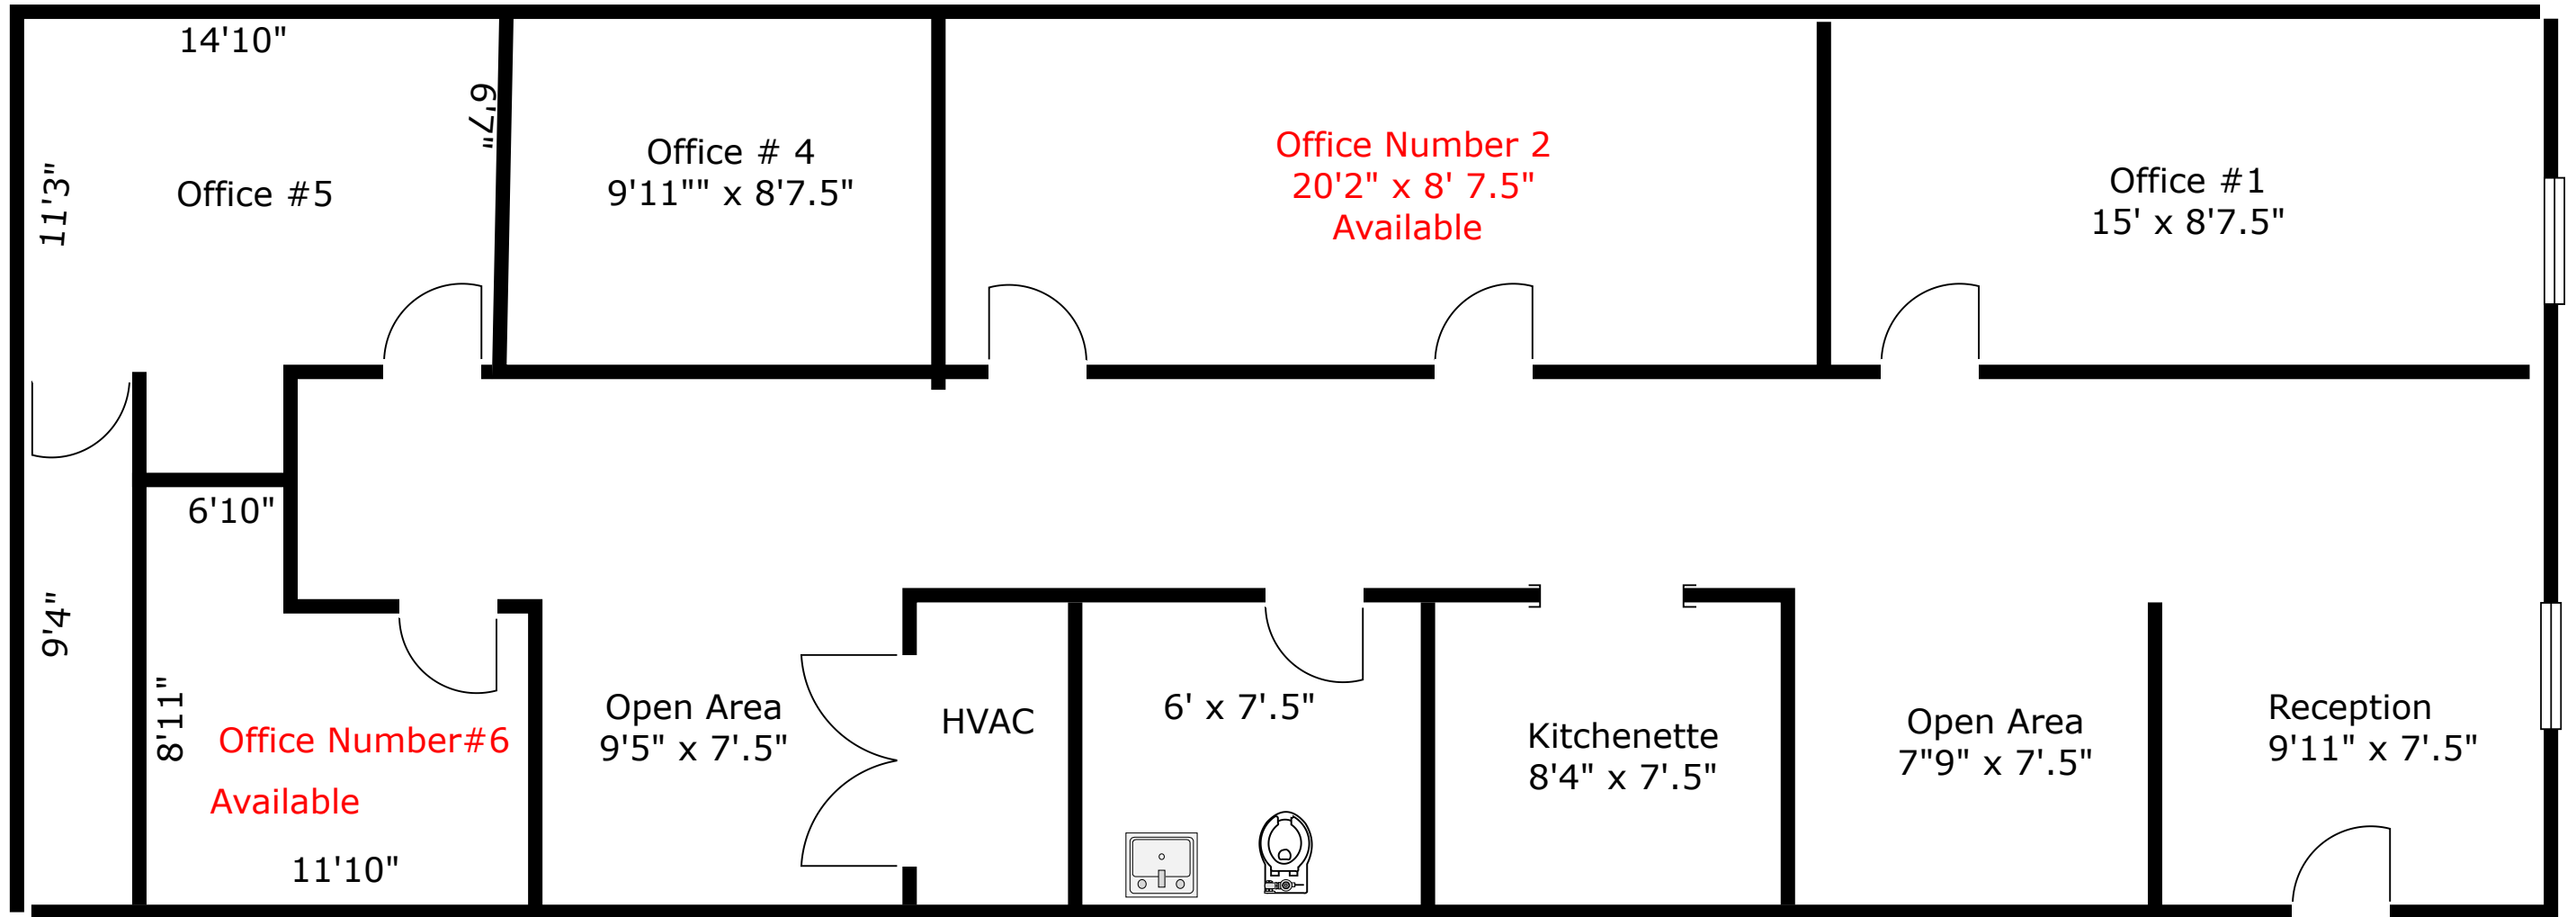 14'10"
6'7"
11'3"
Office #5
Office # 4
9'11"" x 8'7.5"
Office Number 2
20'2" x 8' 7.5"
Available
Office #1
15' x 8'7.5"
6'10"
9'4"
8'11"
Office Number#6
Available
11'10"
Open Area
9'5" x 7'.5"
HVAC
6' x 7'.5"
Kitchenette
8'4" x 7'.5"
Open Area
7"9" x 7'.5"
Reception
9'11" x 7'.5"